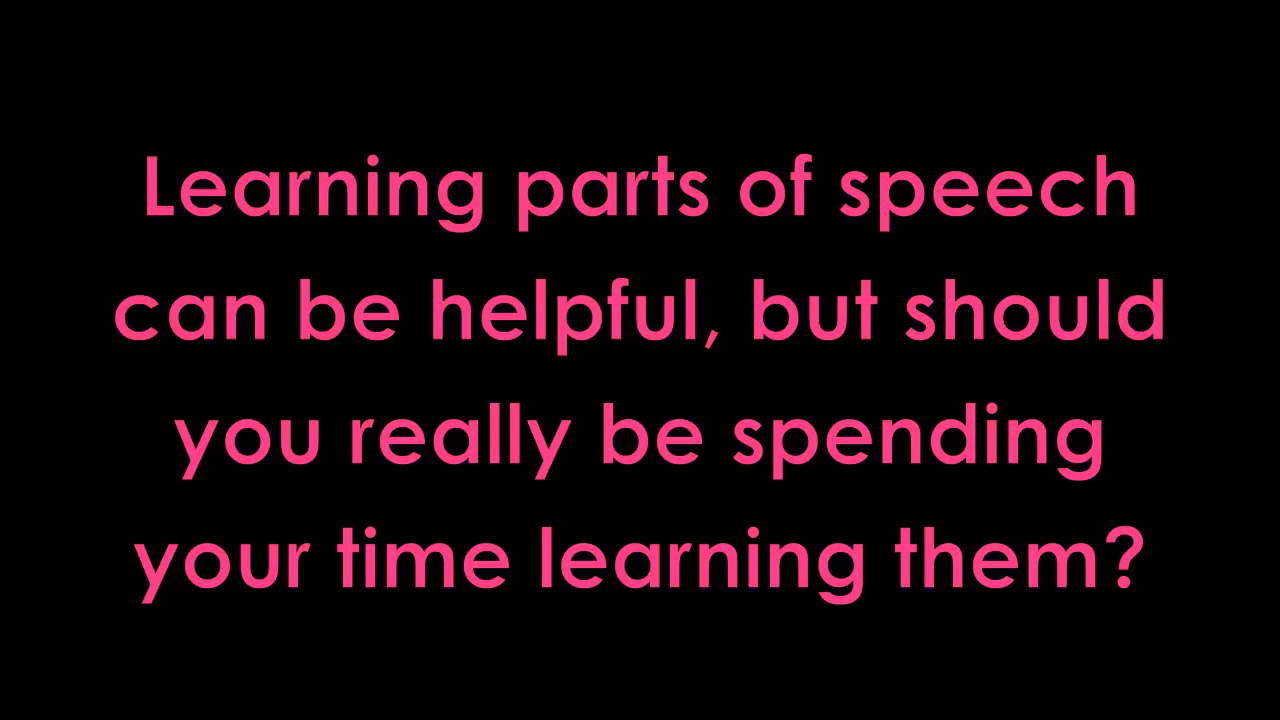 Learning parts of speech
can be helpful, but should
you really be spending
your time learning them?